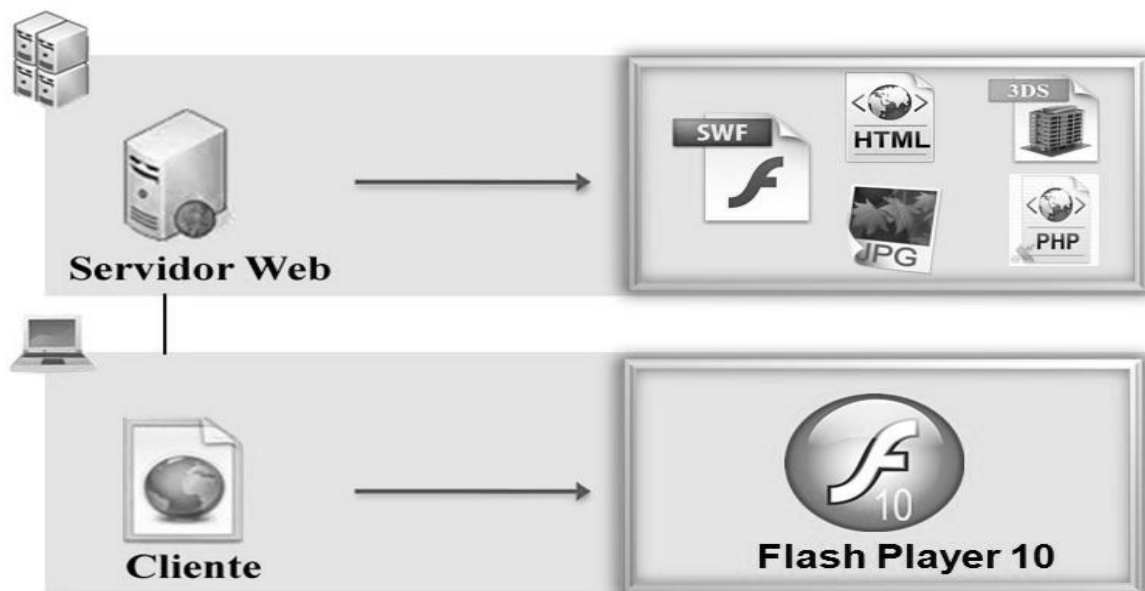 SWF
HTML
3DS
JPG
PHP
Servidor Web
10
Flash Player 10
Cliente